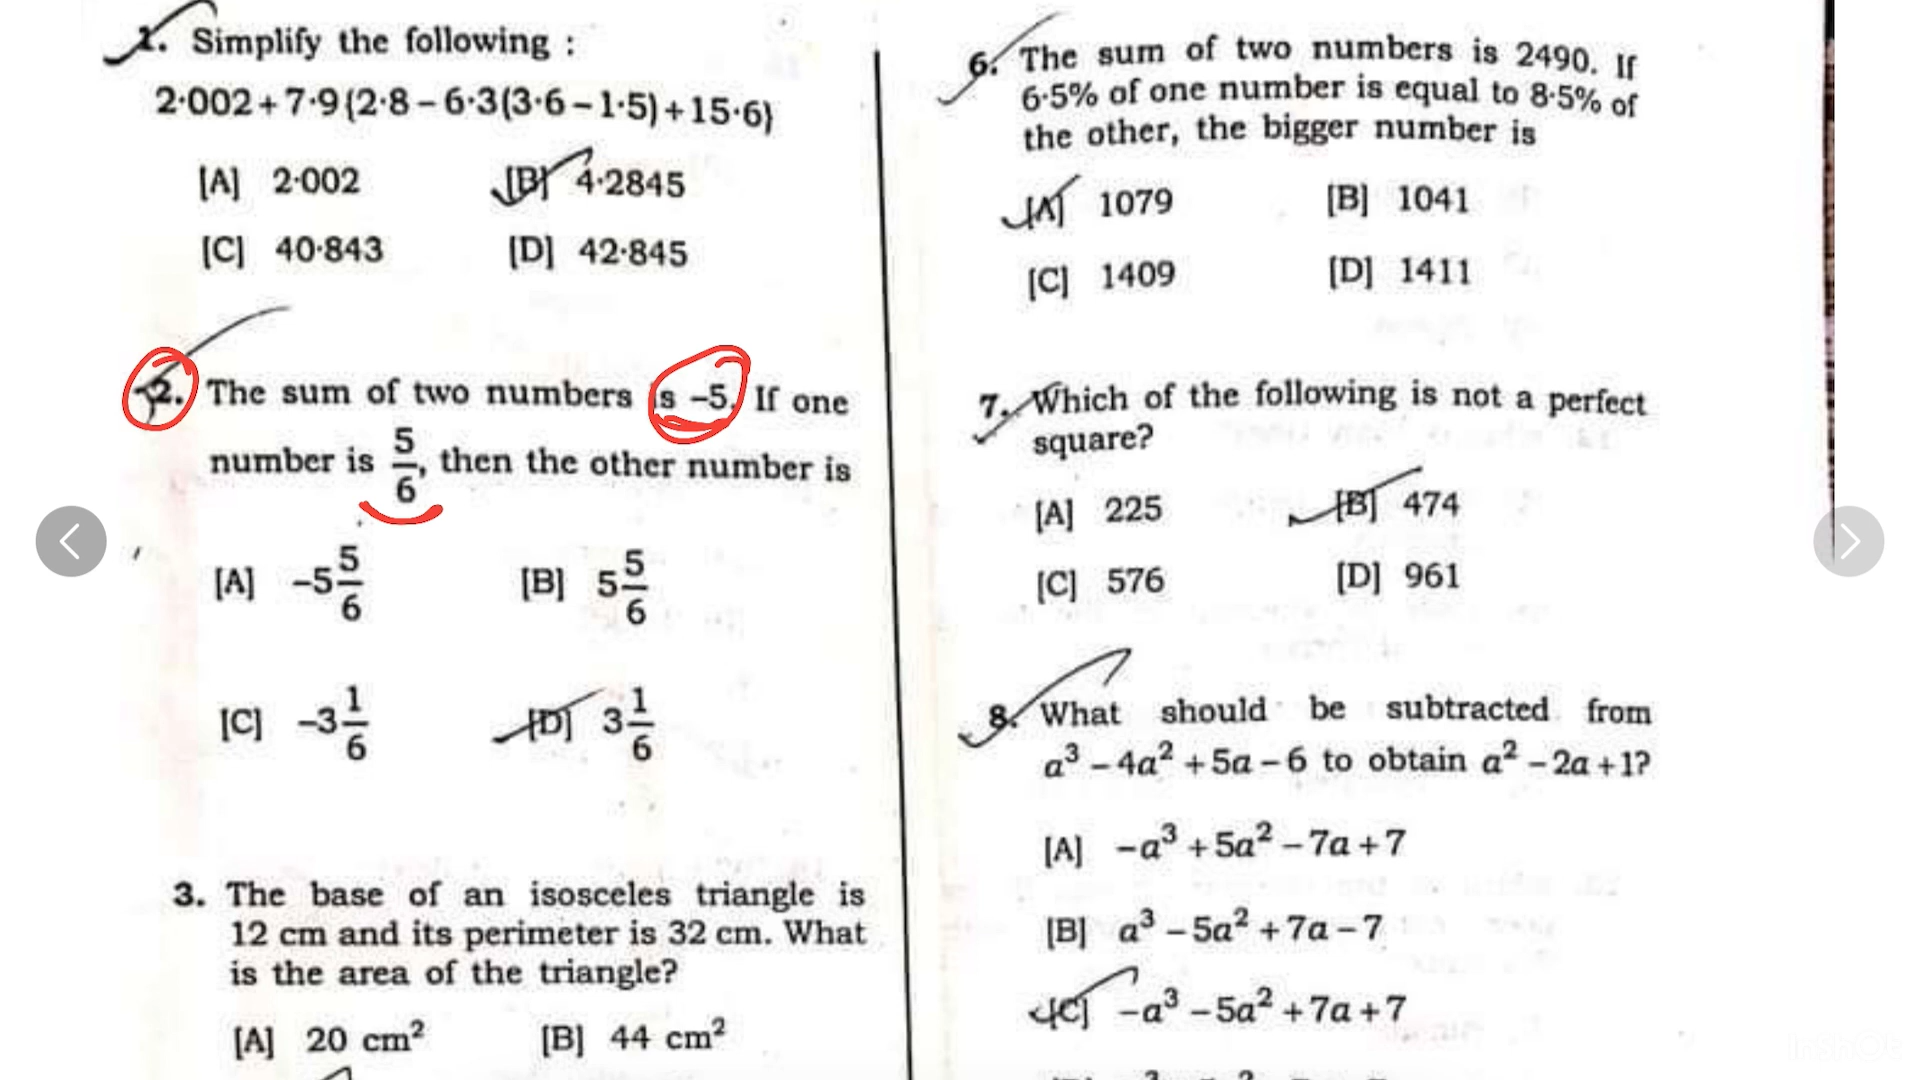 1. Simplify the following :
2·002 + 7·9{2·8 – 6·3(3·6 – 1·5) + 15·6}
[A] 2·002 [B] 4·2845
[C] 40·843 [D] 42·845
2. The sum of two numbers is –5. If one
number is 5/6, then the other number is
[A] –5 5/6 [B] 5 5/6
[C] –3 1/6 [D] 3 1/6
3. The base of an isosceles triangle is
12 cm and its perimeter is 32 cm. What
is the area of the triangle?
[A] 20 cm² [B] 44 cm²
6. The sum of two numbers is 2490. If
6·5% of one number is equal to 8·5% of
the other, the bigger number is
[A] 1079 [B] 1041
[C] 1409 [D] 1411
7. Which of the following is not a perfect
square?
[A] 225 [B] 474
[C] 576 [D] 961
8. What should be subtracted from
a³ – 4a² + 5a – 6 to obtain a² – 2a + 1?
[A] –a³ + 5a² – 7a + 7
[B] a³ – 5a² + 7a – 7
[C] –a³ – 5a² + 7a + 7